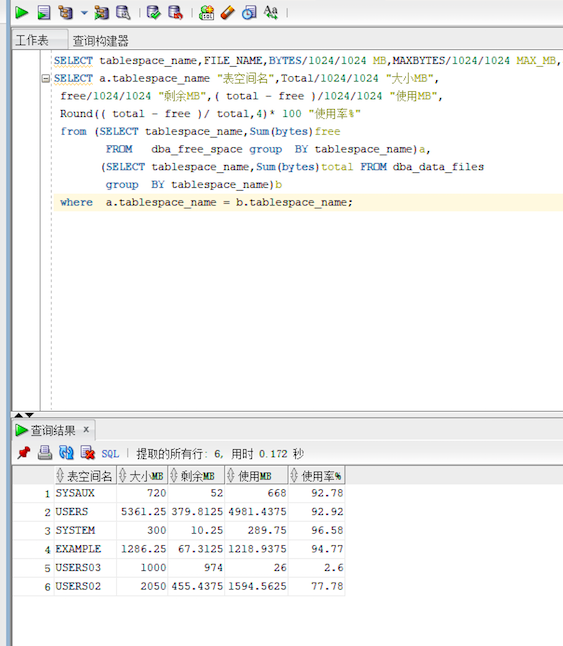 工作表 查询构建器
SELECT tablespace_name,FILE_NAME,BYTES/1024/1024 MB,MAXBYTES/1024/1024 MAX_MB,
SELECT a.tablespace_name "表空间名",Total/1024/1024 "大小MB",
free/1024/1024 "剩余MB",( total - free )/1024/1024 "使用MB",
Round(( total - free )/ total,4)* 100 "使用率%"
from (SELECT tablespace_name,Sum(bytes)free
FROM   dba_free_space group  BY tablespace_name)a,
(SELECT tablespace_name,Sum(bytes)total FROM dba_data_files
group  BY tablespace_name)b
where  a.tablespace_name = b.tablespace_name;
查询结果 x
SQL | 提取的所有行: 6, 用时 0.172 秒
表空间名 大小MB 剩余MB 使用MB 使用率%
1 SYSAUX 720 52 668 92.78
2 USERS 5361.25 379.8125 4981.4375 92.92
3 SYSTEM 300 10.25 289.75 96.58
4 EXAMPLE 1286.25 67.3125 1218.9375 94.77
5 USERS03 1000 974 26 2.6
6 USERS02 2050 455.4375 1594.5625 77.78